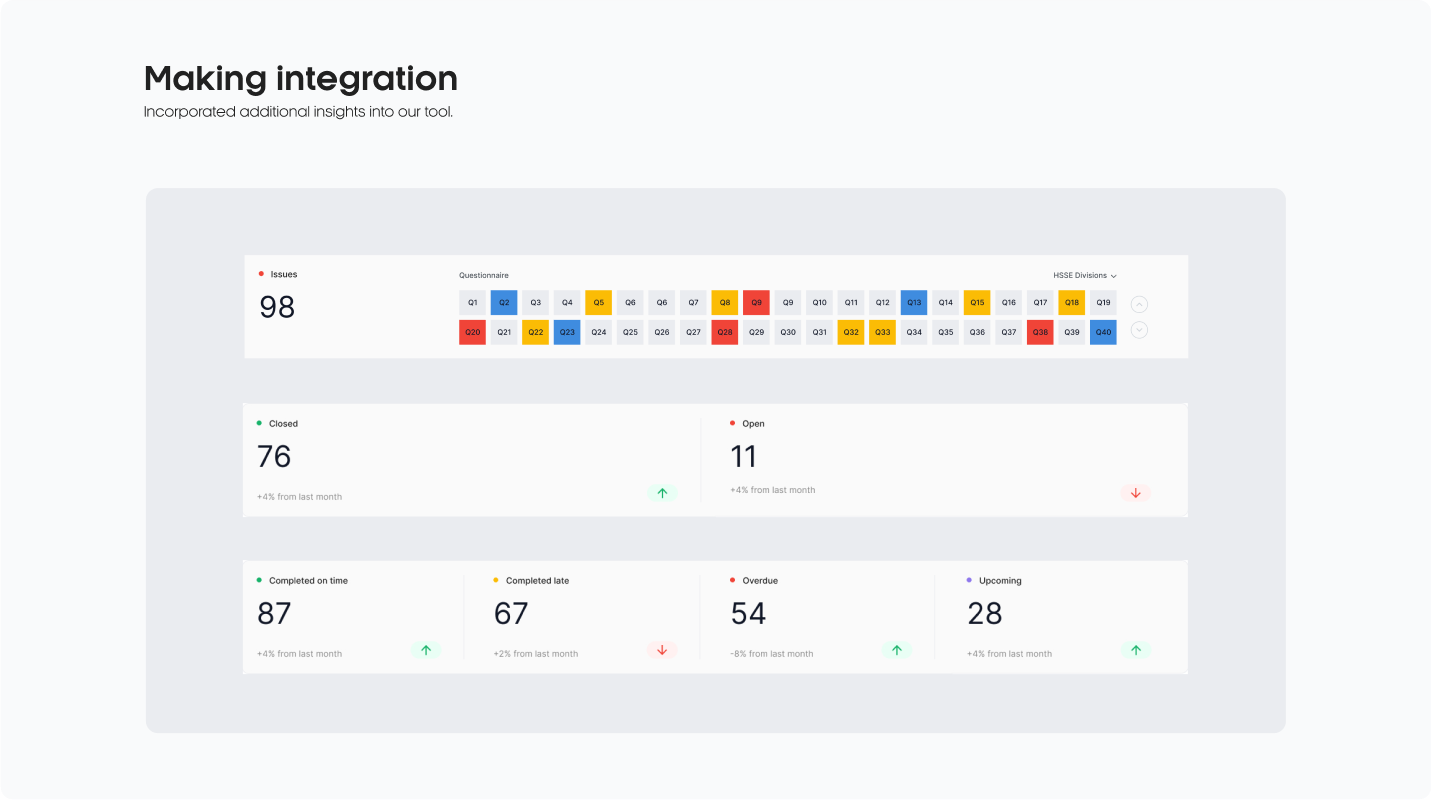 Making integration
Incorporated additional insights into our tool.
Issues
98
Questionnaire
HSSE Divisions
Q1 Q2 Q3 Q4 Q5 Q6 Q6 Q7 Q8 Q9 Q9 Q10 Q11 Q12 Q13 Q14 Q15 Q16 Q17 Q18 Q19
Q20 Q21 Q22 Q23 Q24 Q25 Q26 Q27 Q28 Q29 Q30 Q31 Q32 Q33 Q34 Q35 Q36 Q37 Q38 Q39 Q40
Closed
76
+4% from last month
Open
11
+4% from last month
Completed on time
87
+4% from last month
Completed late
67
+2% from last month
Overdue
54
-8% from last month
Upcoming
28
+4% from last month